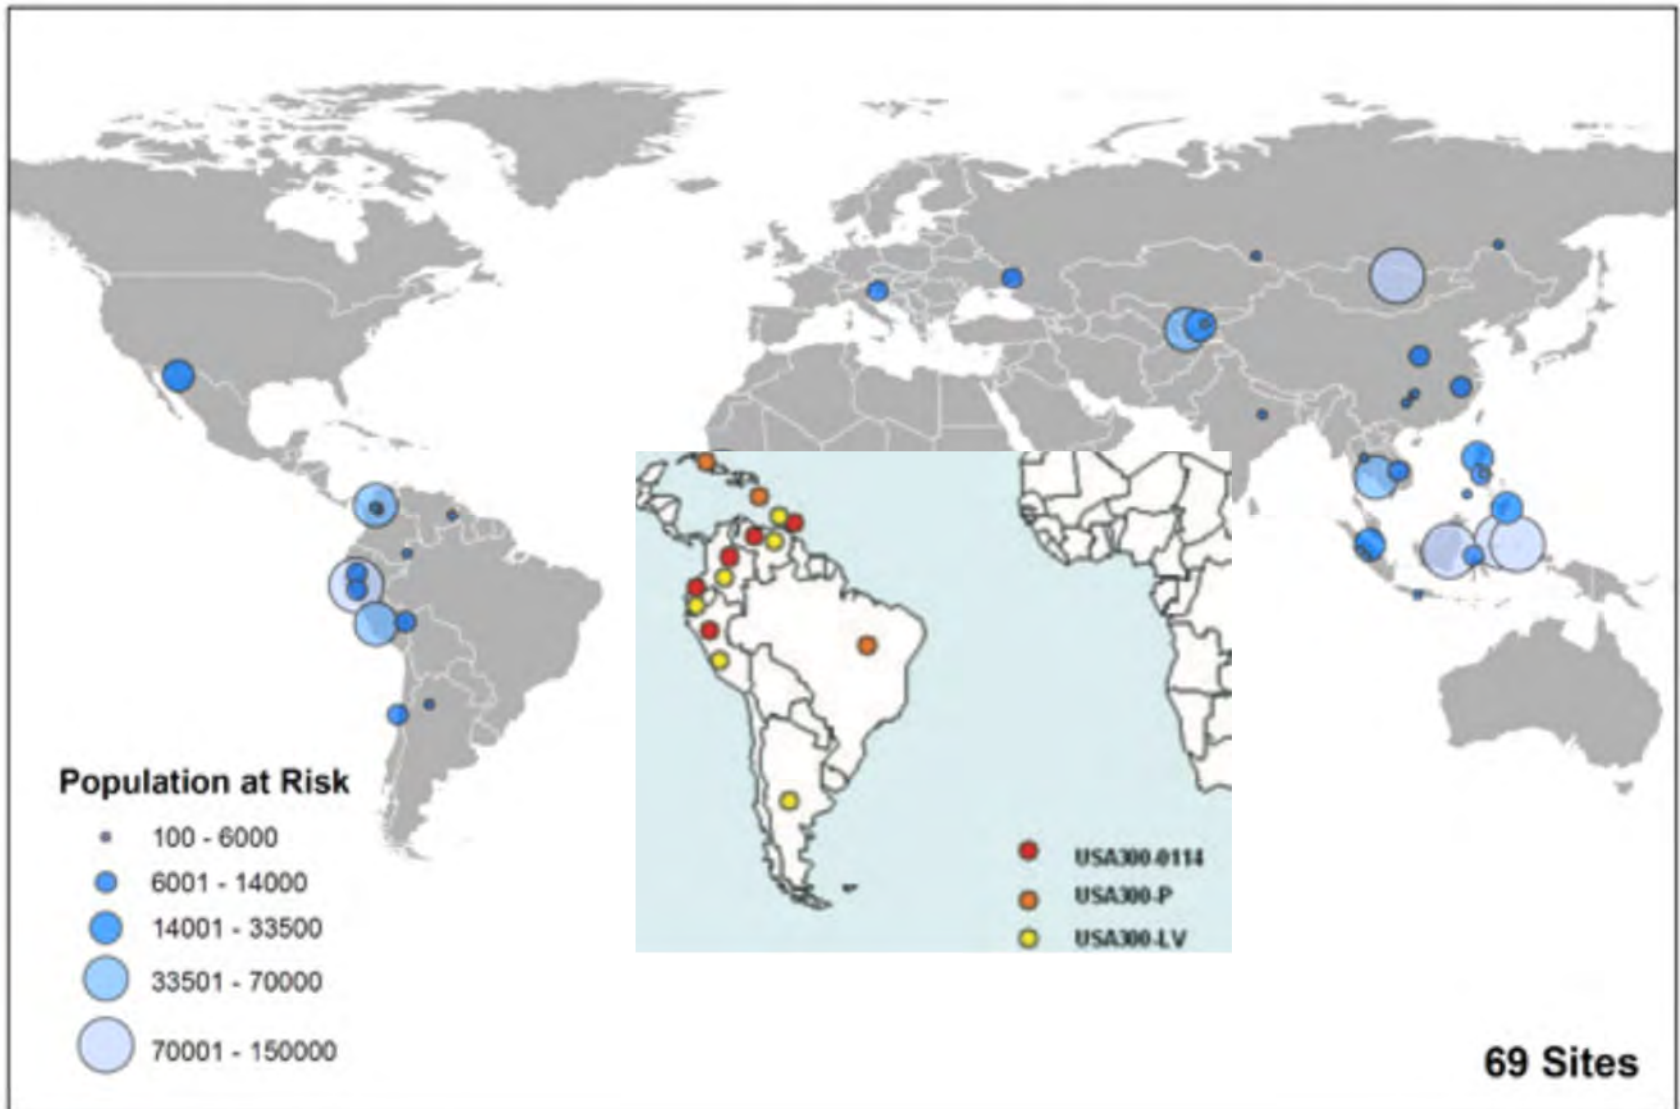 Population at Risk
100 - 6000
6001 - 14000
14001 - 33500
33501 - 70000
70001 - 150000
USA300-0114
USA300-P
USA300-LV
69 Sites